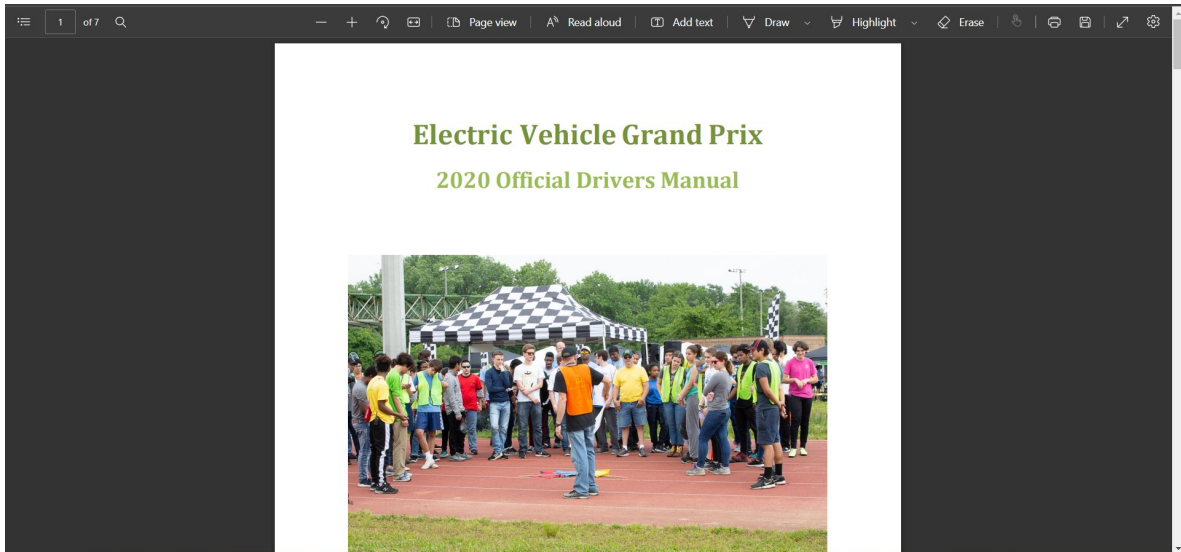 1 of 7 Page view Read aloud Add text Draw Highlight Erase
Electric Vehicle Grand Prix
2020 Official Drivers Manual